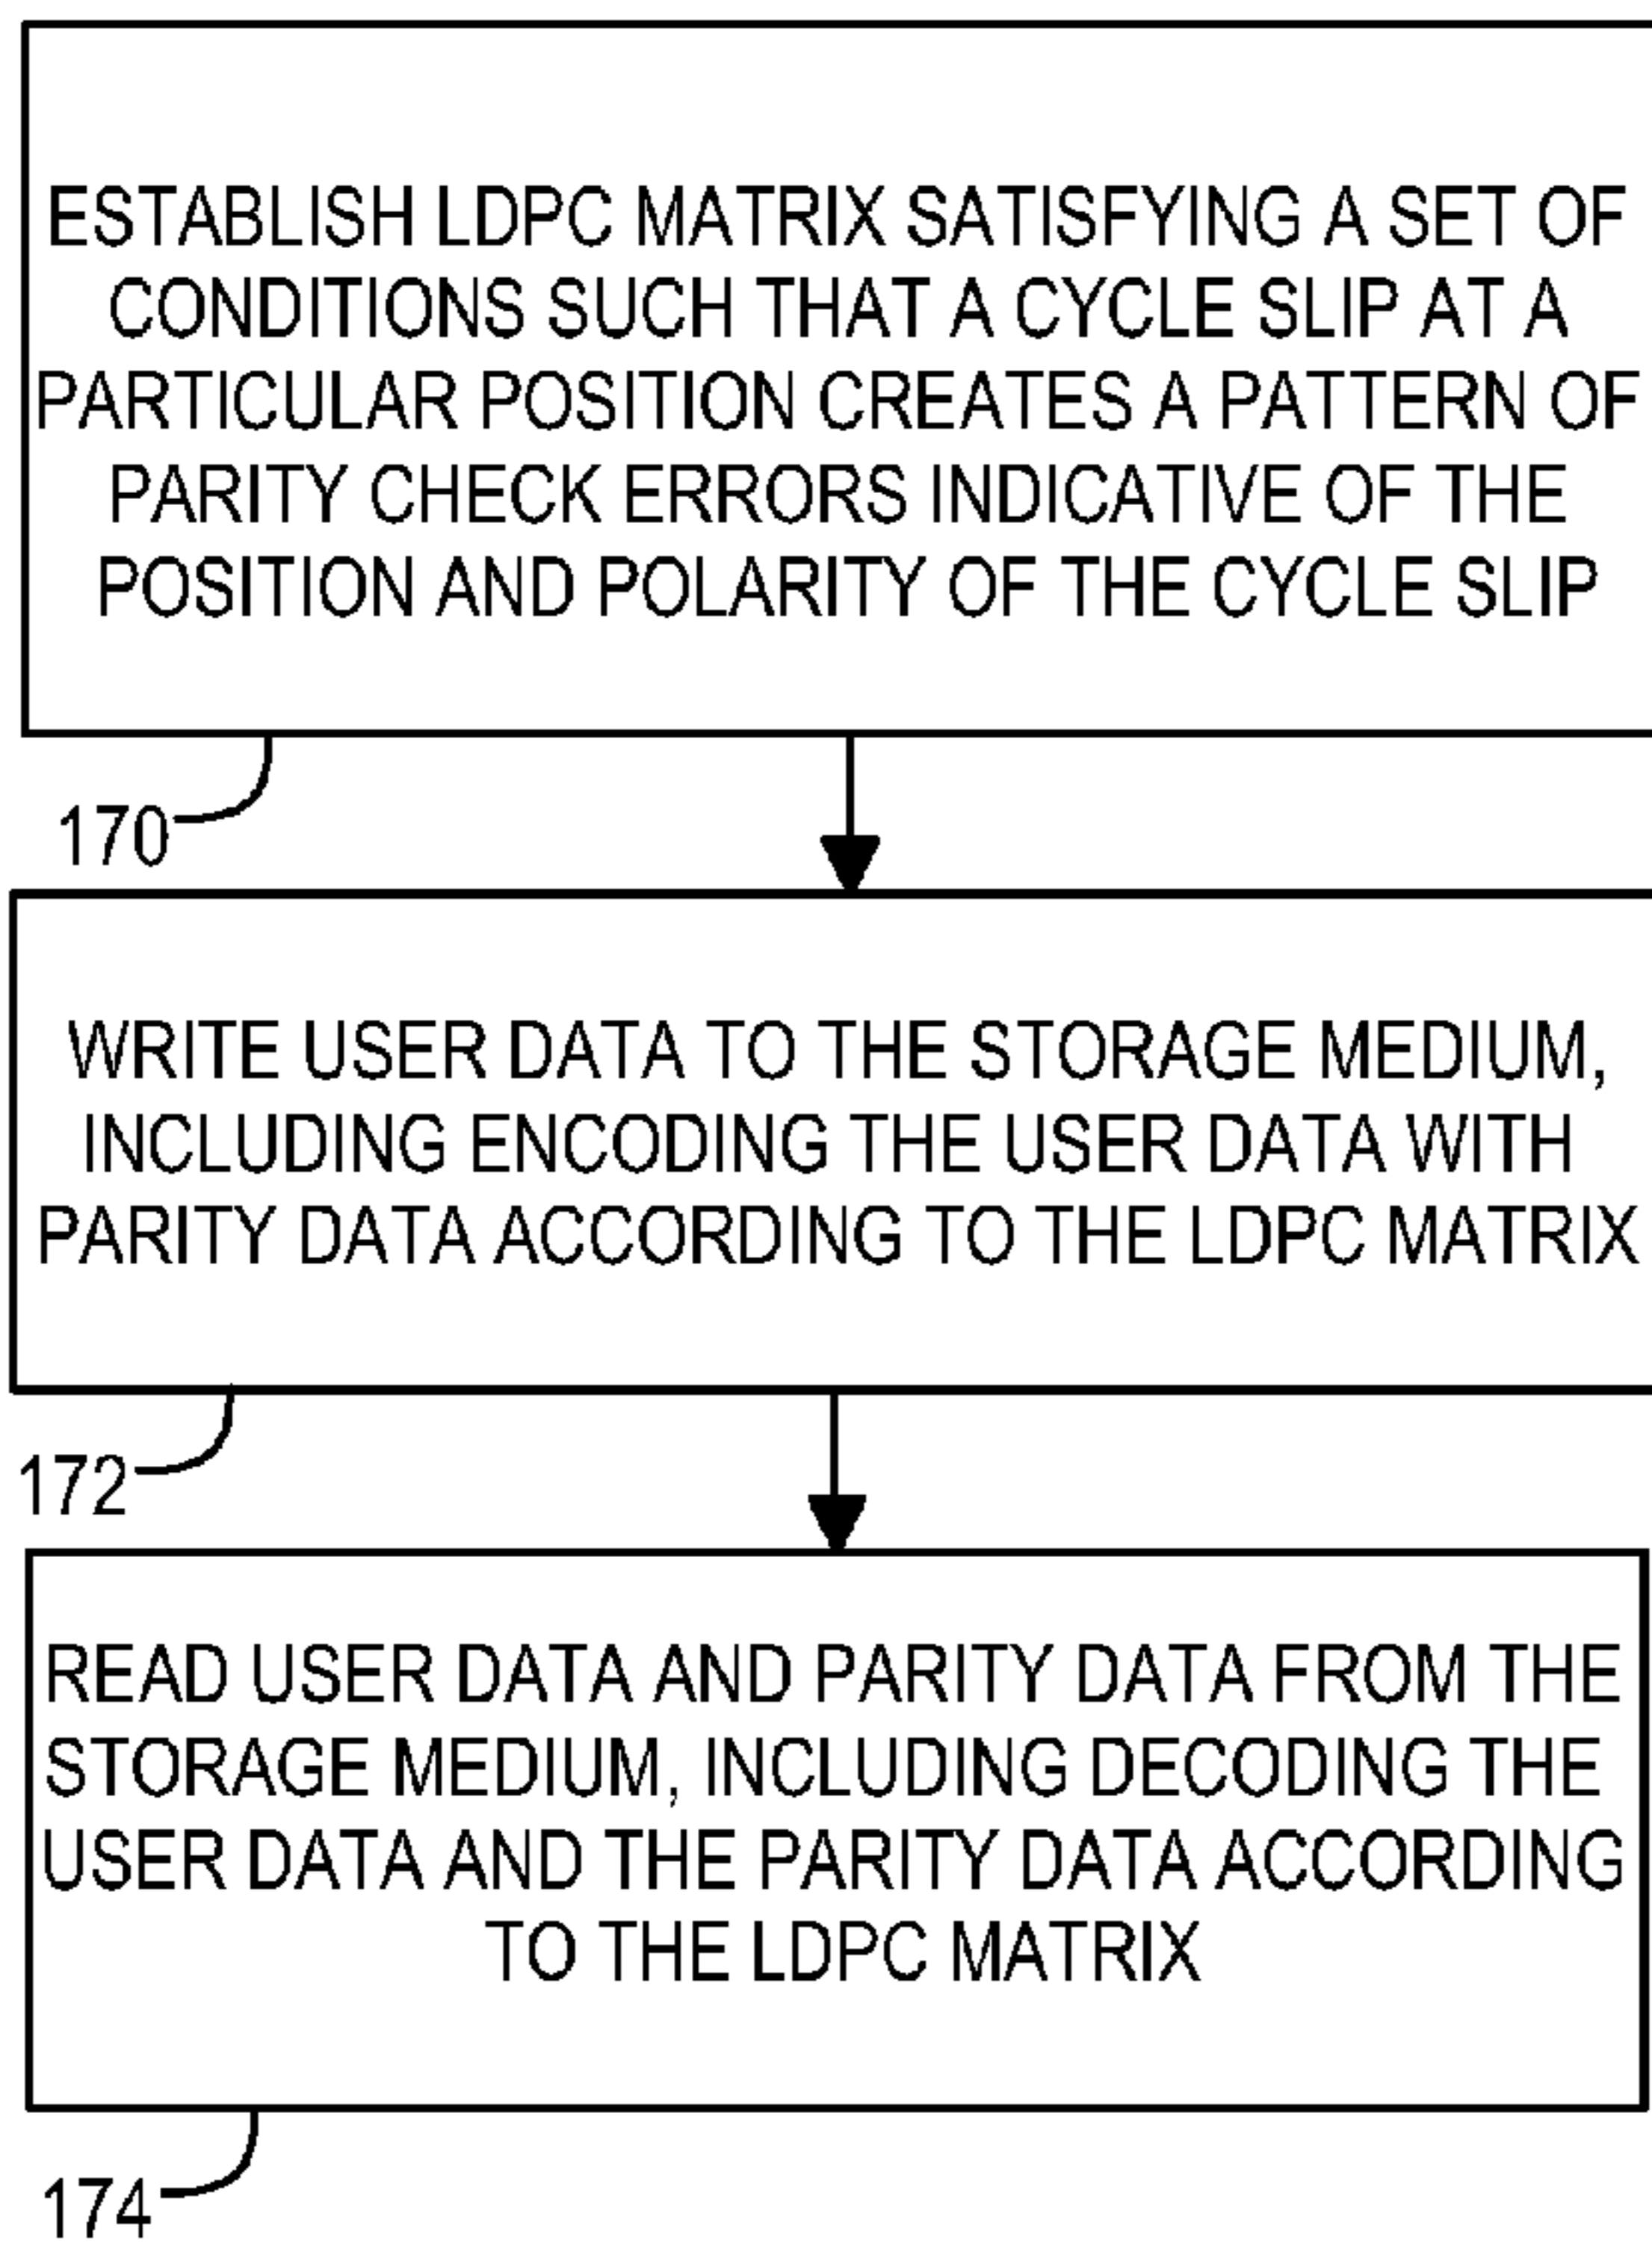 ESTABLISH LDPC MATRIX SATISFYING A SET OF
CONDITIONS SUCH THAT A CYCLE SLIP AT A
PARTICULAR POSITION CREATES A PATTERN OF
PARITY CHECK ERRORS INDICATIVE OF THE
POSITION AND POLARITY OF THE CYCLE SLIP
170
WRITE USER DATA TO THE STORAGE MEDIUM,
INCLUDING ENCODING THE USER DATA WITH
PARITY DATA ACCORDING TO THE LDPC MATRIX
172
READ USER DATA AND PARITY DATA FROM THE
STORAGE MEDIUM, INCLUDING DECODING THE
USER DATA AND THE PARITY DATA ACCORDING
TO THE LDPC MATRIX
174